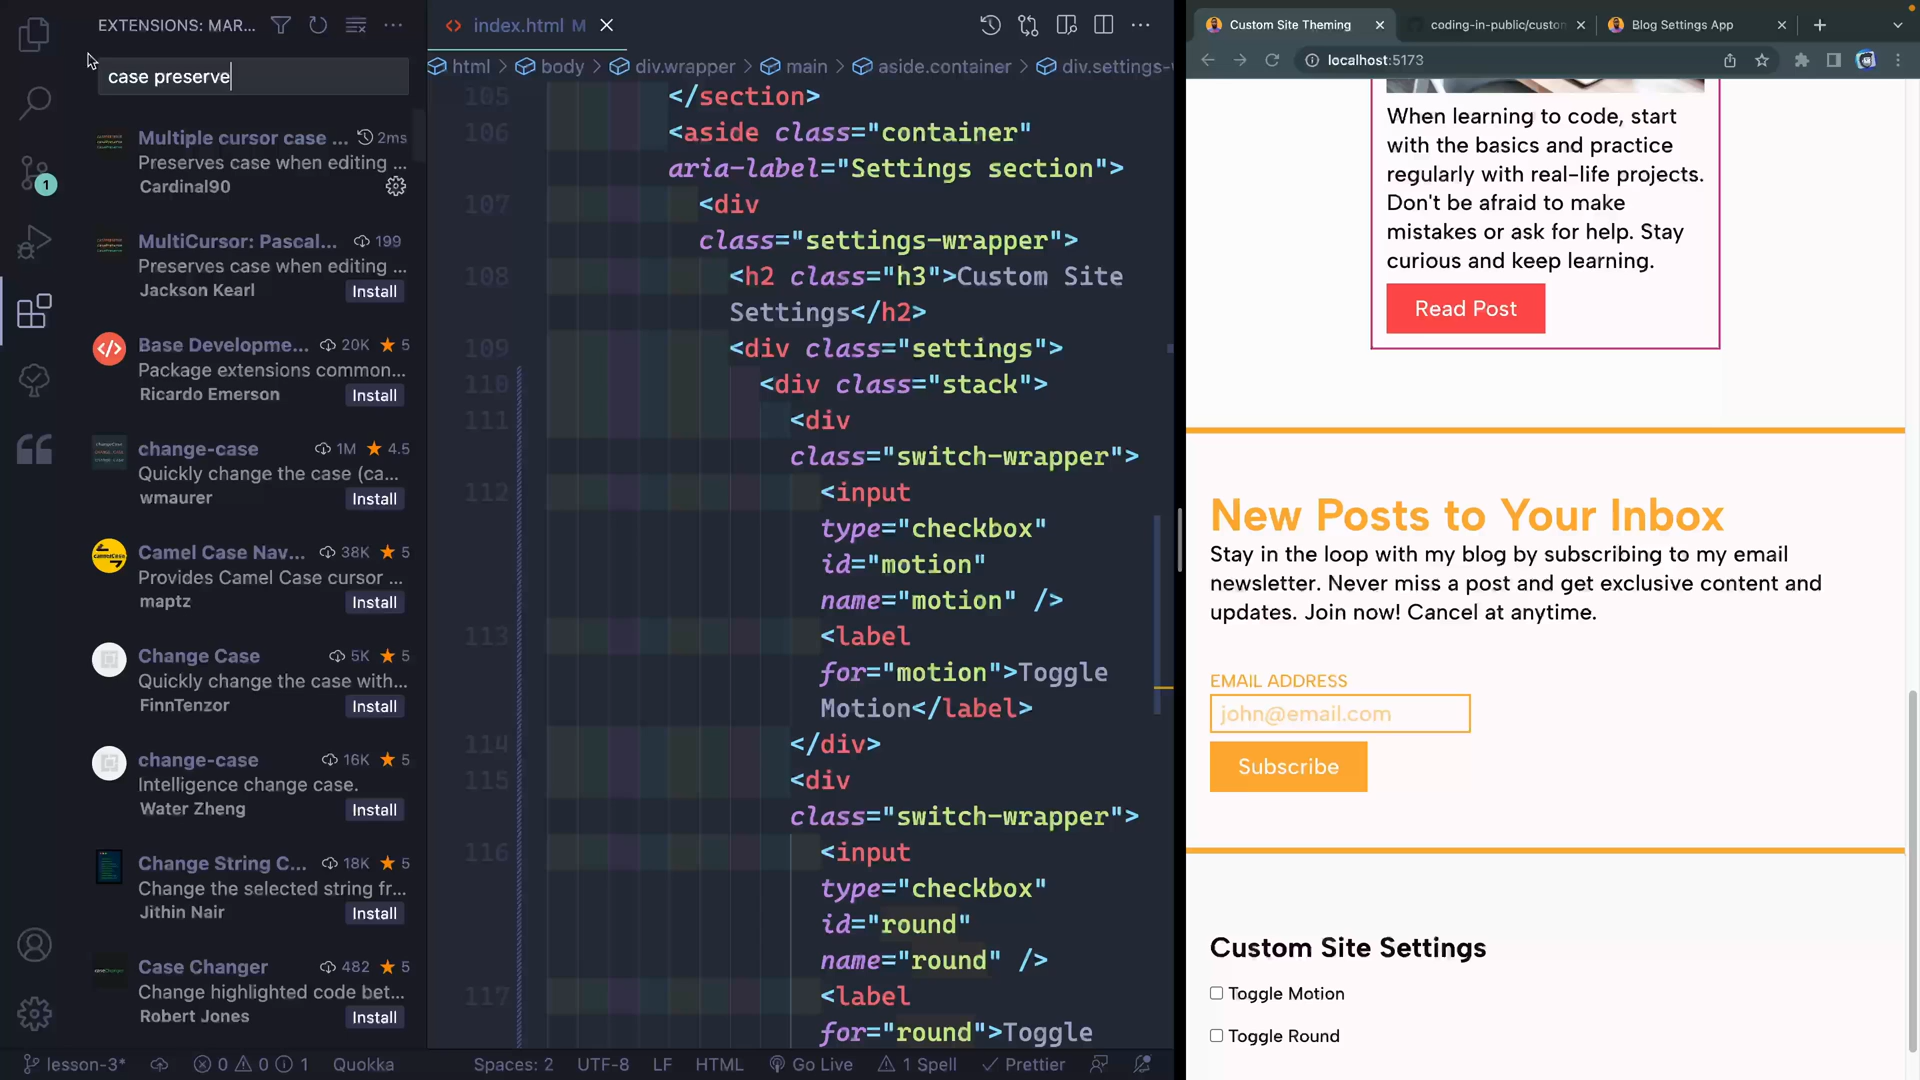 EXTENSIONS: MAR...
case preserve
Multiple cursor case ... 2ms
Preserves case when editing ...
Cardinal90
MultiCursor: Pascal... 199
Preserves case when editing ...
Jackson Kearl Install
Base Developme... 20K 5
Package extensions common...
Ricardo Emerson Install
change-case 1M 4.5
Quickly change the case (ca...
wmaurer Install
Camel Case Nav... 38K 5
Provides Camel Case cursor ...
maptz Install
Change Case 5K 5
Quickly change the case with...
FinnTenzor Install
change-case 16K 5
Intelligence change case.
Water Zheng Install
Change String C... 18K 5
Change the selected string fr...
Jithin Nair Install
Case Changer 482 5
Change highlighted code bet...
Robert Jones Install
1
index.html M
html body div.wrapper main aside.container div.settings-w
105 </section>
106 <aside class="container"
aria-label="Settings section">
107 <div
class="settings-wrapper">
108 <h2 class="h3">Custom Site
Settings</h2>
109 <div class="settings">
110 <div class="stack">
111 <div
class="switch-wrapper">
112 <input
type="checkbox"
id="motion"
name="motion" />
113 <label
for="motion">Toggle
Motion</label>
114 </div>
115 <div
class="switch-wrapper">
116 <input
type="checkbox"
id="round"
name="round" />
117 <label
for="round">Toggle
lesson-3* 0 0 1 Quokka Spaces: 2 UTF-8 LF HTML Go Live 1 Spell Prettier
Custom Site Theming coding-in-public/custom Blog Settings App
localhost:5173
When learning to code, start
with the basics and practice
regularly with real-life projects.
Don't be afraid to make
mistakes or ask for help. Stay
curious and keep learning.
Read Post
New Posts to Your Inbox
Stay in the loop with my blog by subscribing to my email
newsletter. Never miss a post and get exclusive content and
updates. Join now! Cancel at anytime.
EMAIL ADDRESS
john@email.com
Subscribe
Custom Site Settings
Toggle Motion
Toggle Round